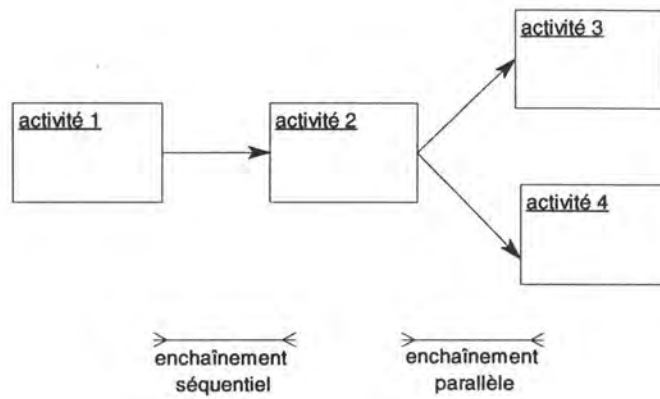 activité 3
activité 1
activité 2
activité 4
enchaînement
séquentiel
enchaînement
parallèle